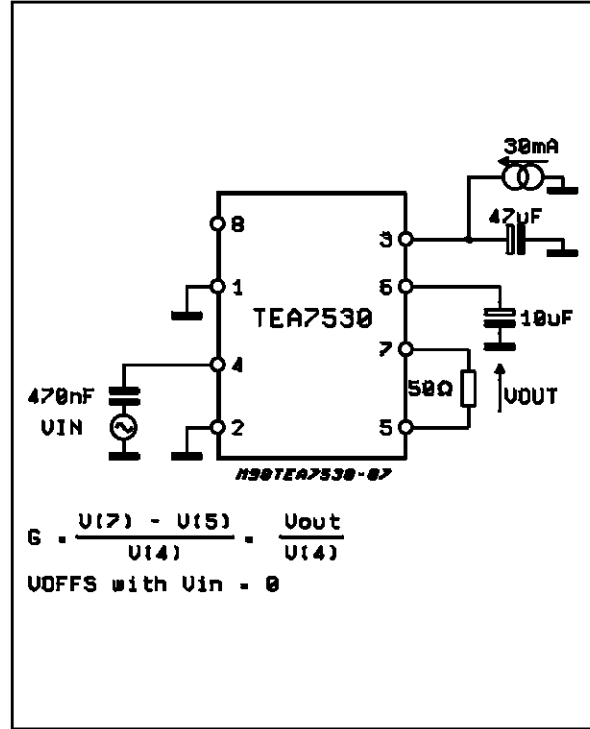 30mA
47µF
8
3
1
6
TEA7530
10uF
7
4
470nF
50Ω
VOUT
VIN
2
5
M90TEA7530-07
G = V(7) - V(5) / V(4) = Vout / V(4)
VOFFS with Vin = 0